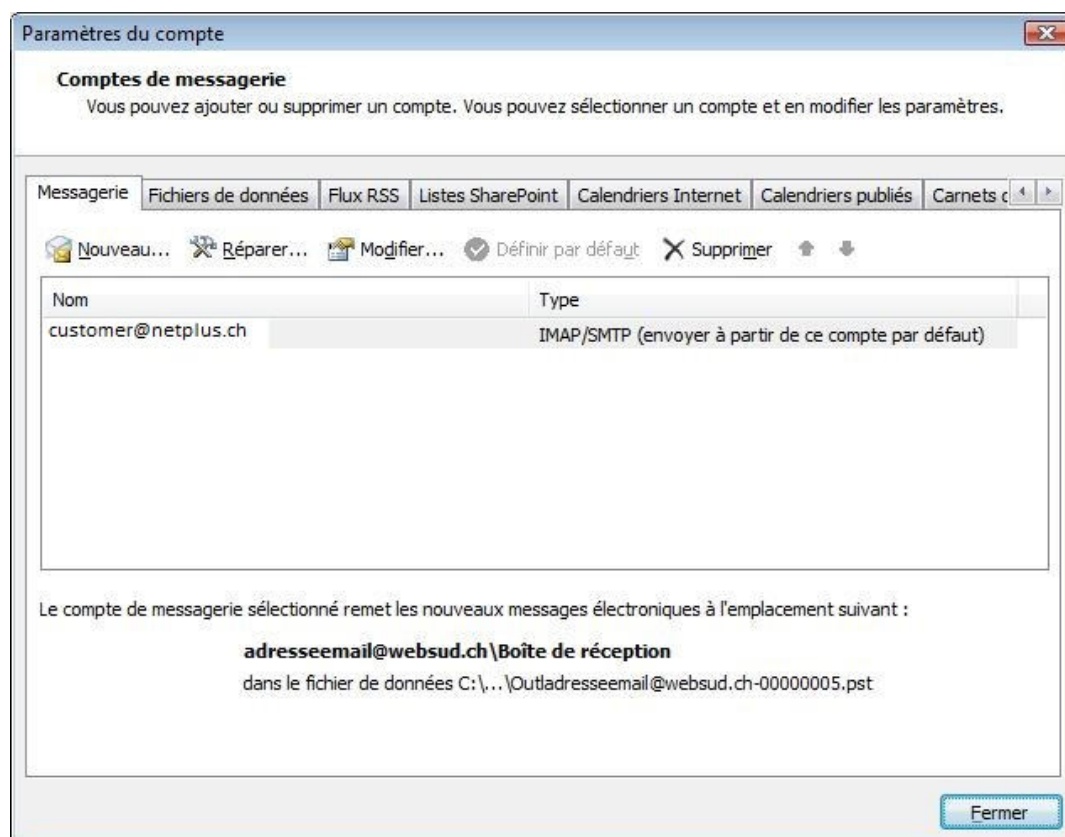 Paramètres du compte
Comptes de messagerie
Vous pouvez ajouter ou supprimer un compte. Vous pouvez sélectionner un compte et en modifier les paramètres.
Messagerie Fichiers de données Flux RSS Listes SharePoint Calendriers Internet Calendriers publiés Carnets
Nouveau... Réparer... Modifier... Définir par défaut Supprimer
Nom Type
customer@netplus.ch IMAP/SMTP (envoyer à partir de ce compte par défaut)
Le compte de messagerie sélectionné remet les nouveaux messages électroniques à l'emplacement suivant :
adresseemail@websud.ch\Boîte de réception
dans le fichier de données C:\...\Outladresseemail@websud.ch-00000005.pst
Fermer